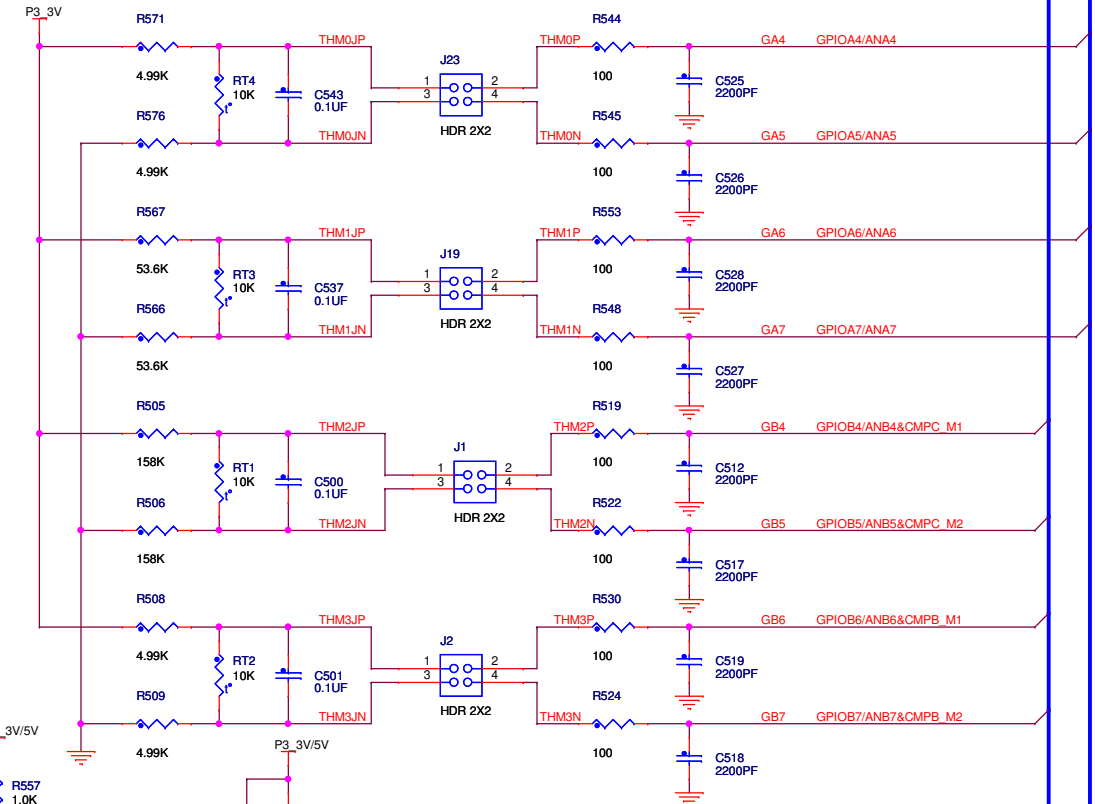 P3_3V
R571
4.99K
RT4
10K
t°
C543
0.1UF
R576
4.99K
THM0JP
THM0JN
J23
1 2
3 4
HDR 2X2
THM0P
THM0N
R544
100
R545
100
C525
2200PF
C526
2200PF
GA4 GPIOA4/ANA4
GA5 GPIOA5/ANA5
R567
53.6K
RT3
10K
t°
C537
0.1UF
R566
53.6K
THM1JP
THM1JN
J19
1 2
3 4
HDR 2X2
THM1P
THM1N
R553
100
R548
100
C528
2200PF
C527
2200PF
GA6 GPIOA6/ANA6
GA7 GPIOA7/ANA7
R505
158K
RT1
10K
t°
C500
0.1UF
R506
158K
THM2JP
THM2JN
J1
1 2
3 4
HDR 2X2
THM2P
THM2N
R519
100
R522
100
C512
2200PF
C517
2200PF
GB4 GPIOB4/ANB4&CMPC_M1
GB5 GPIOB5/ANB5&CMPC_M2
R508
4.99K
RT2
10K
t°
C501
0.1UF
R509
4.99K
THM3JP
THM3JN
J2
1 2
3 4
HDR 2X2
THM3P
THM3N
R530
100
R524
100
C519
2200PF
C518
2200PF
GB6 GPIOB6/ANB6&CMPB_M1
GB7 GPIOB7/ANB7&CMPB_M2
_3V/5V
P3_3V/5V
R557
1.0K